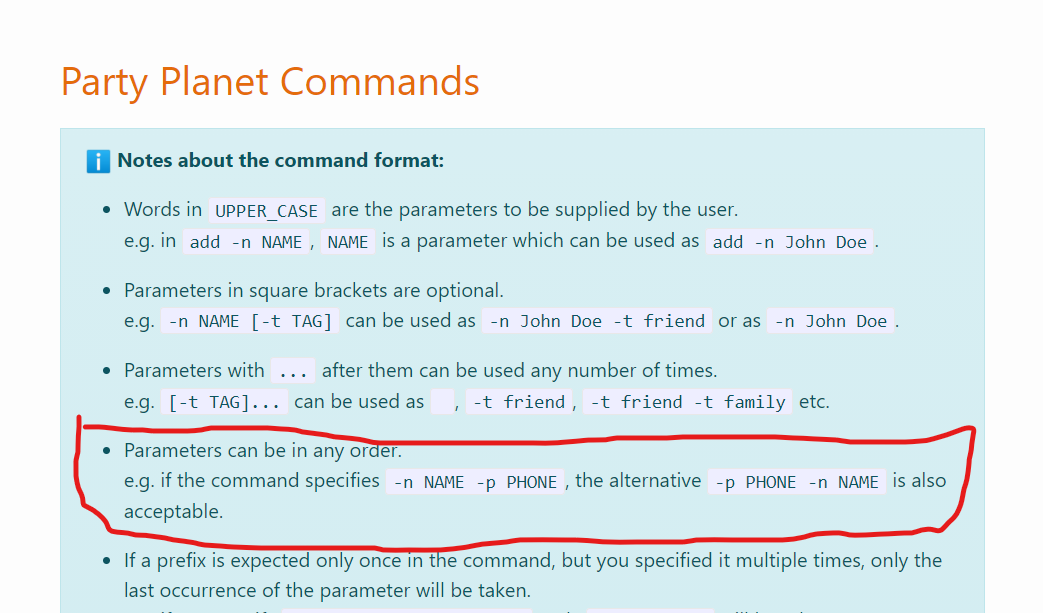 Party Planet Commands
Notes about the command format:
Words in UPPER_CASE are the parameters to be supplied by the user.
e.g. in add -n NAME, NAME is a parameter which can be used as add -n John Doe.
Parameters in square brackets are optional.
e.g. -n NAME [-t TAG] can be used as -n John Doe -t friend or as -n John Doe.
Parameters with ... after them can be used any number of times.
e.g. [-t TAG]... can be used as  , -t friend, -t friend -t family etc.
Parameters can be in any order.
e.g. if the command specifies -n NAME -p PHONE, the alternative -p PHONE -n NAME is also
acceptable.
If a prefix is expected only once in the command, but you specified it multiple times, only the
last occurrence of the parameter will be taken.